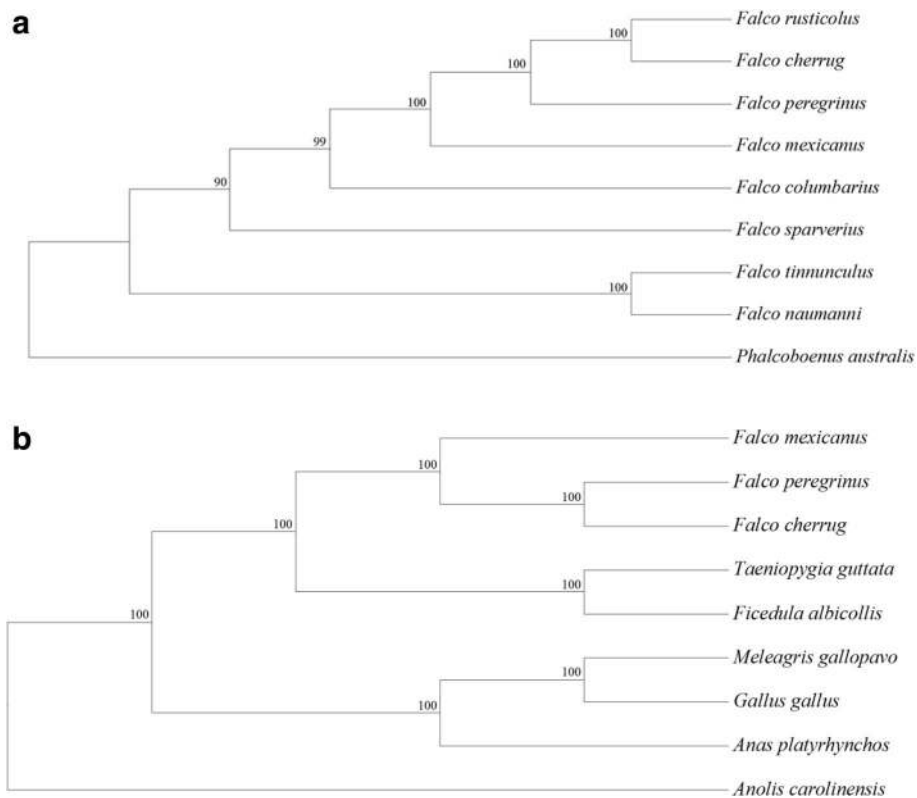 a
Falco rusticolus
100
Falco cherrug
100
100
Falco peregrinus
99
Falco mexicanus
90
Falco columbarius
Falco sparverius
Falco tinnunculus
100
Falco naumanni
Phalcoboenus australis
b
Falco mexicanus
100
Falco peregrinus
100
100
Falco cherrug
Taeniopygia guttata
100
100
Ficedula albicollis
Meleagris gallopavo
100
Gallus gallus
100
Anas platyrhynchos
Anolis carolinensis